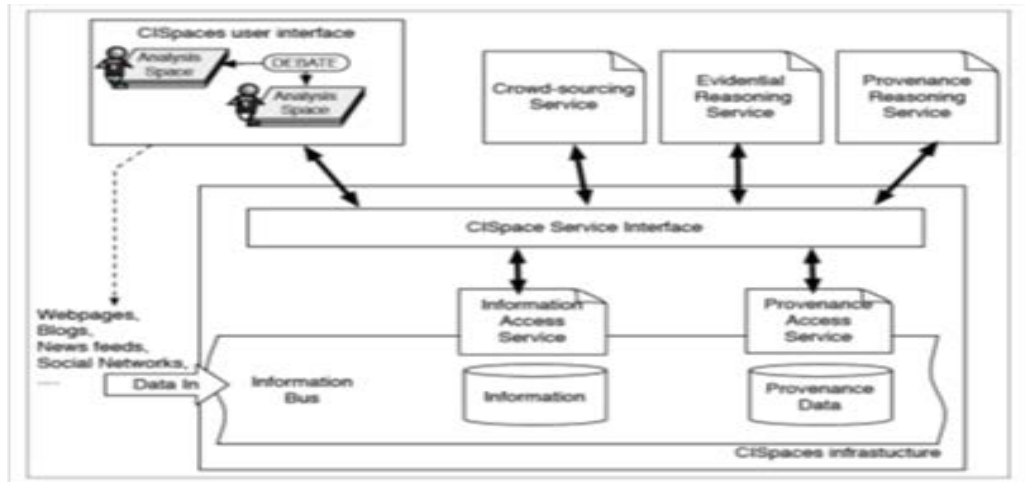 CISpaces user interface
Analysis
Space
DEBATE
Analysis
Space
Crowd-sourcing
Service
Evidential
Reasoning
Service
Provenance
Reasoning
Service
CISpace Service Interface
Webpages,
Blogs,
News feeds,
Social Networks,
....
Data In
Information
Bus
Information
Access
Service
Information
Provenance
Access
Service
Provenance
Data
CISpaces infrastucture